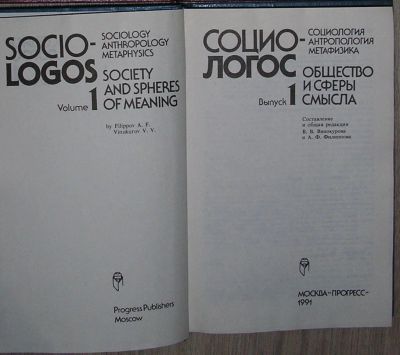 SOCIO-
LOGOS
SOCIOLOGY
ANTHROPOLOGY
METAPHYSICS
Volume 1
SOCIETY
AND SPHERES
OF MEANING
by Filippov A. F.
Vinakurov V. V.
Progress Publishers
Moscow
СОЦИО-
ЛОГОС
СОЦИОЛОГИЯ
АНТРОПОЛОГИЯ
МЕТАФИЗИКА
Выпуск 1
ОБЩЕСТВО
И СФЕРЫ
СМЫСЛА
Составление
и общая редакция
В. В. Винокурова
и А. Ф. Филиппова
МОСКВА «ПРОГРЕСС»
1991